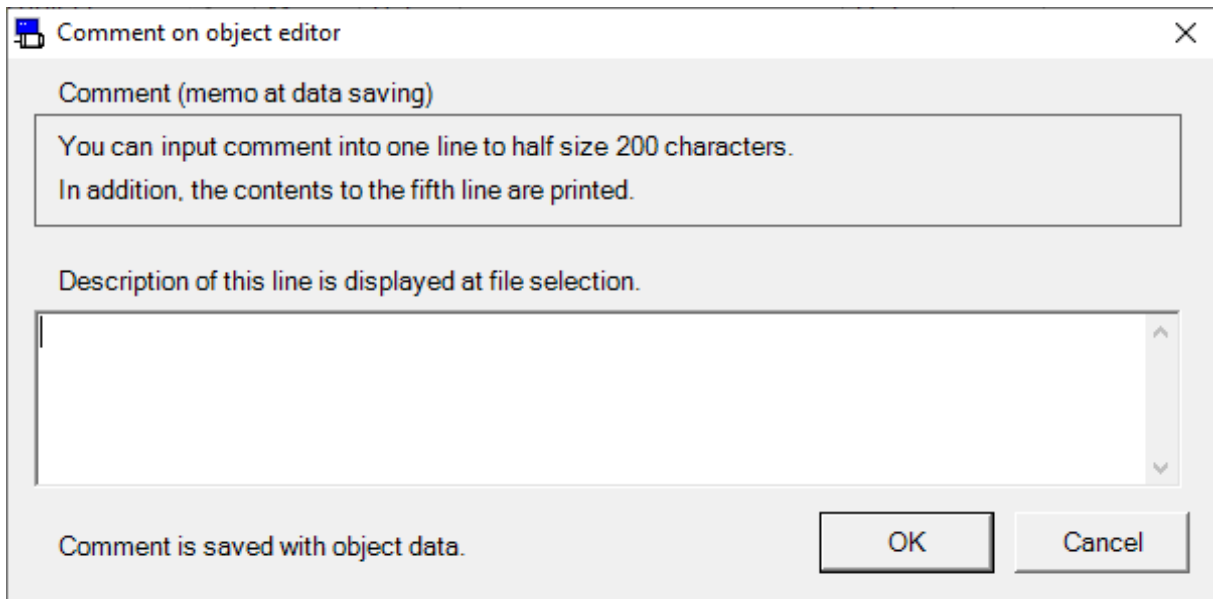 Comment on object editor
Comment (memo at data saving)
You can input comment into one line to half size 200 characters.
In addition, the contents to the fifth line are printed.
Description of this line is displayed at file selection.
Comment is saved with object data.
OK
Cancel